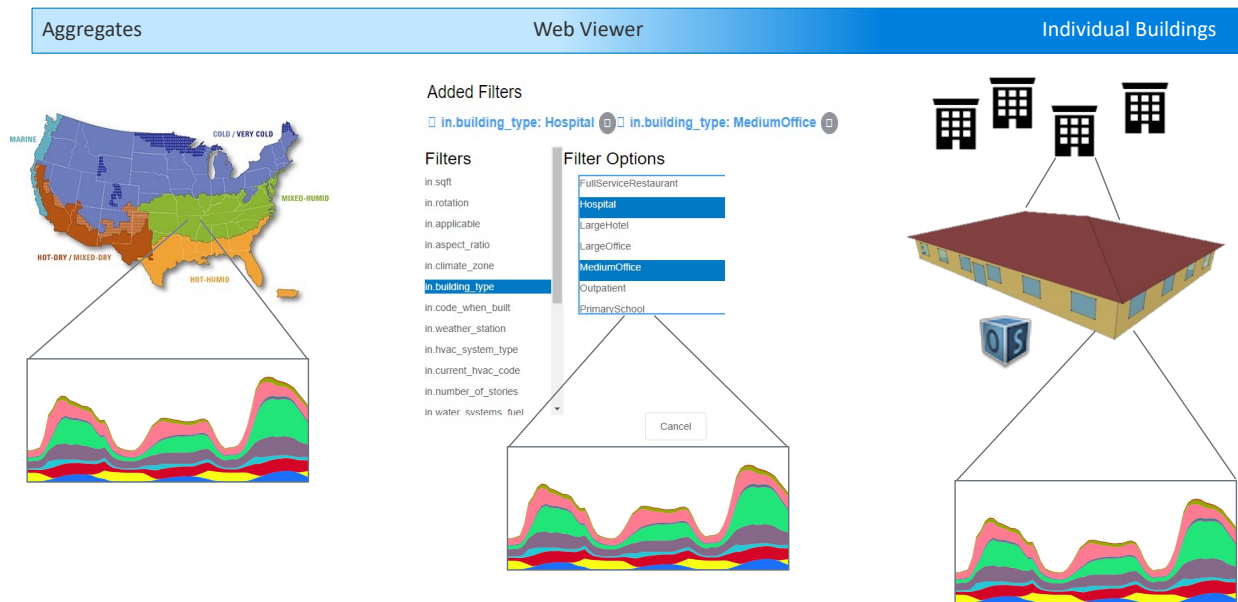 Aggregates
Web Viewer
Individual Buildings
MARINE
COLD / VERY COLD
MIXED-HUMID
HOT-DRY / MIXED-DRY
HOT-HUMID
Added Filters
in.building_type: Hospital in.building_type: MediumOffice
Filters
in.sqft
in.rotation
in.applicable
in.aspect_ratio
in.climate_zone
in.building_type
in.code_when_built
in.weather_station
in.hvac_system_type
in.current_hvac_code
in.number_of_stories
in.water_systems_fuel
Filter Options
FullServiceRestaurant
Hospital
LargeHotel
LargeOffice
MediumOffice
Outpatient
PrimarySchool
Cancel
OS